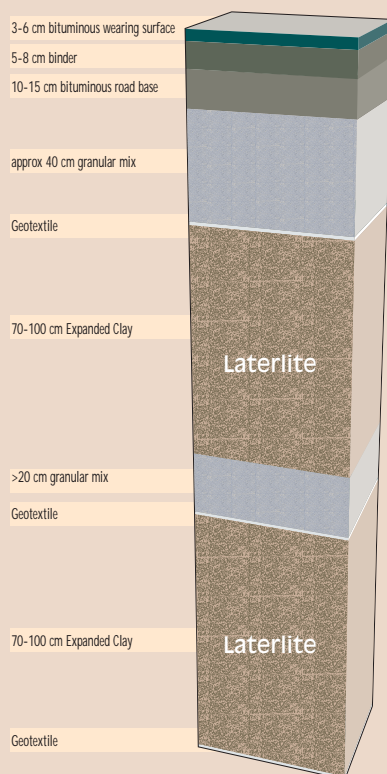 3-6 cm bituminous wearing surface
5-8 cm binder
10-15 cm bituminous road base
approx 40 cm granular mix
Geotextile
70-100 cm Expanded Clay
Laterlite
>20 cm granular mix
Geotextile
70-100 cm Expanded Clay
Laterlite
Geotextile